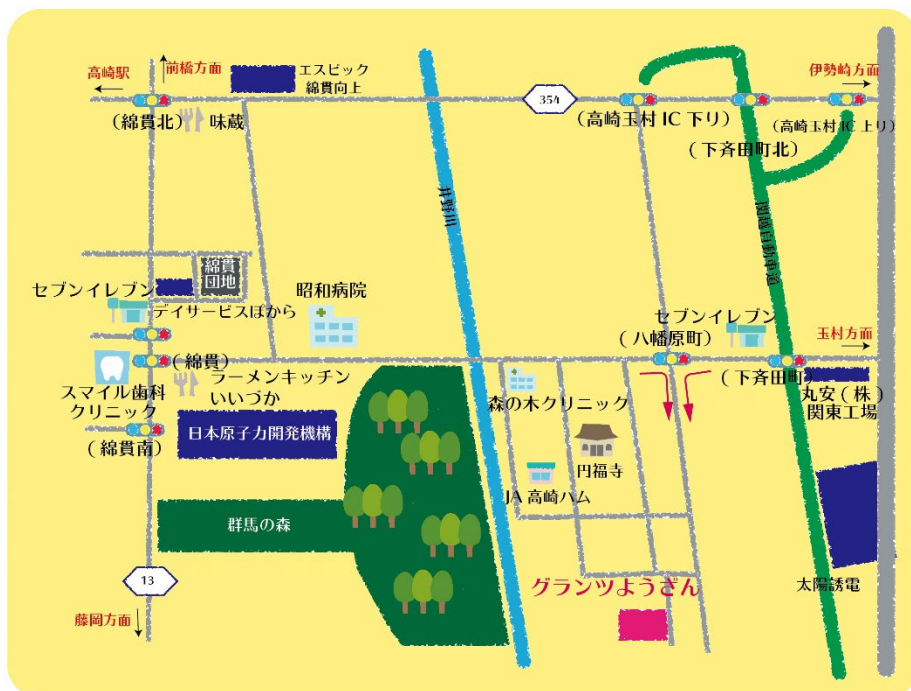 高崎駅
前橋方面
エスビック
綿貫向上
伊勢崎方面
354
(綿貫北)
味蔵
(高崎玉村 IC 下り)
(高崎玉村 IC 上り)
(下斉田町北)
井野川
関越自動車道
綿貫
団地
セブンイレブン
デイサービスぽから
昭和病院
セブンイレブン
(八幡原町)
玉村方面
(綿貫)
スマイル歯科
クリニック
ラーメンキッチン
いいづか
森の木クリニック
(下斉田町)
丸安(株)
関東工場
(綿貫南)
日本原子力開発機構
円福寺
JA 高崎ハム
群馬の森
13
グランツようざん
太陽誘電
藤岡方面